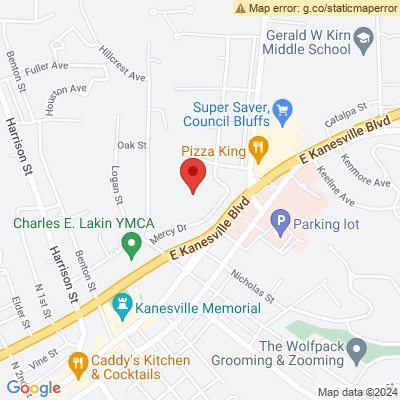 Map error: g.co/staticmaperror
Gerald W Kirn
Middle School
Benton St
Hillcrest Ave
Fuller Ave
Houston Ave
Super Saver,
Council Bluffs
Catalpa St
Harrison St
Oak St
Pizza King
E Kanesville Blvd
Kenmore Ave
Keeline Ave
Logan St
Charles E. Lakin YMCA
Mercy Dr
E Kanesville Blvd
Parking lot
Harrison St
Benton St
N 1st St
Elder St
Nicholas St
Kanesville Memorial
N 2nd St
Vine St
Caddy's Kitchen
& Cocktails
The Wolfpack
Grooming & Zooming
Google
Map data ©2024